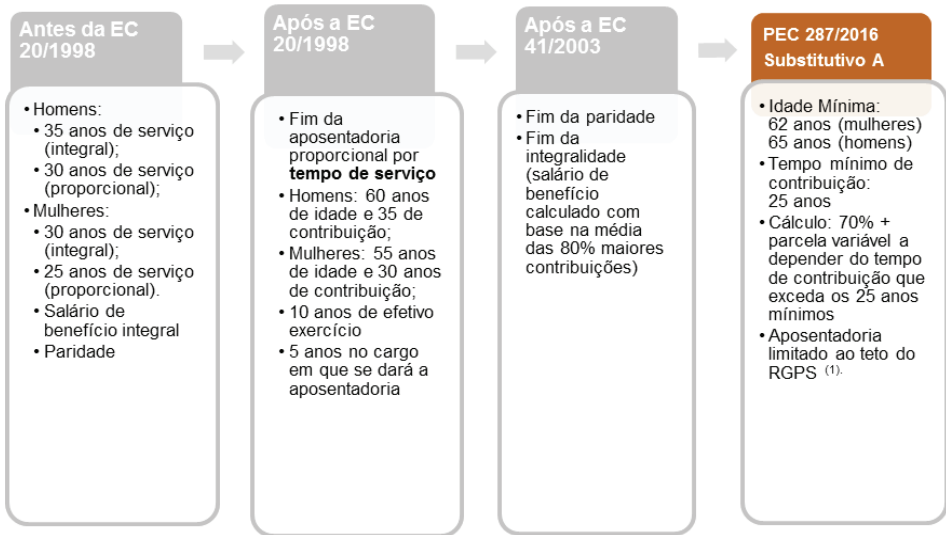 Antes da EC
20/1998
• Homens:
• 35 anos de serviço
(integral);
• 30 anos de serviço
(proporcional);
• Mulheres:
• 30 anos de serviço
(integral);
• 25 anos de serviço
(proporcional).
• Salário de
benefício integral
• Paridade
Após a EC
20/1998
• Fim da
aposentadoria
proporcional por
tempo de serviço
• Homens: 60 anos
de idade e 35 de
contribuição;
• Mulheres: 55 anos
de idade e 30 anos
de contribuição;
• 10 anos de efetivo
exercício
• 5 anos no cargo
em que se dará a
aposentadoria
Após a EC
41/2003
• Fim da paridade
• Fim da
integralidade
(salário de
benefício
calculado com
base na média
das 80% maiores
contribuições)
PEC 287/2016
Substitutivo A
• Idade Mínima:
62 anos (mulheres)
65 anos (homens)
• Tempo mínimo de
contribuição:
25 anos
• Cálculo: 70% +
parcela variável a
depender do tempo
de contribuição que
exceda os 25 anos
mínimos
• Aposentadoria
limitado ao teto do
RGPS (1).